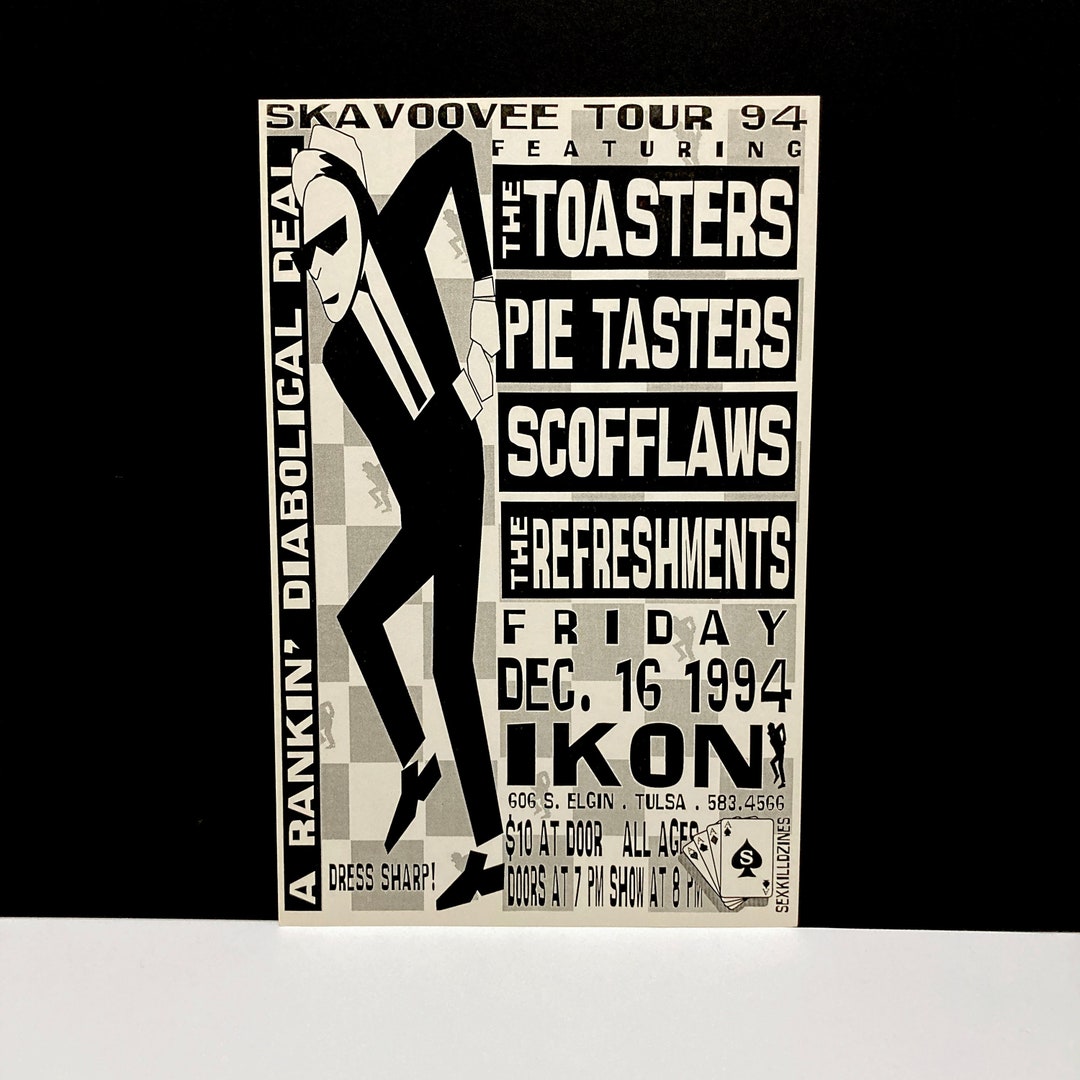 SKAVOOVEE TOUR 94
FEATURING
A RANKIN' DIABOLICAL DEAL
THE TOASTERS
PIE TASTERS
SCOFFLAWS
THE REFRESHMENTS
FRIDAY
DEC. 16 1994
IKON
606 S. ELGIN . TULSA . 583.4566
$10 AT DOOR ALL AGES
DOORS AT 7 PM SHOW AT 8 PM
DRESS SHARP!
A
A
A
A
S
A
SEXKILLDZINES